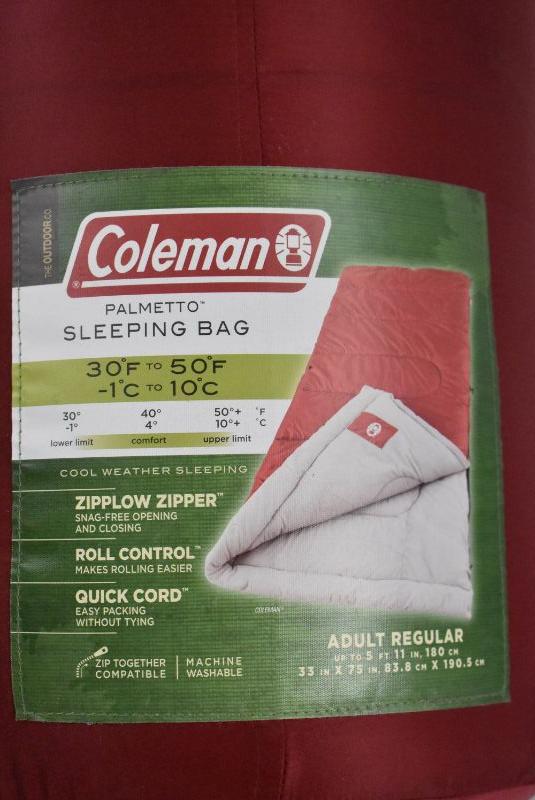 THE OUTDOOR CO
Coleman®
PALMETTO™
SLEEPING BAG
30°F TO 50°F
-1°C TO 10°C
30° 40° 50°+ °F
-1° 4° 10°+ °C
lower limit comfort upper limit
COOL WEATHER SLEEPING
ZIPPLOW ZIPPER™
SNAG-FREE OPENING
AND CLOSING
ROLL CONTROL™
MAKES ROLLING EASIER
QUICK CORD™
EASY PACKING
WITHOUT TYING
COLEMAN®
ZIP TOGETHER
COMPATIBLE
MACHINE
WASHABLE
ADULT REGULAR
UP TO 5 FT 11 IN, 180 CM
33 IN X 75 IN, 83.8 CM X 190.5 CM